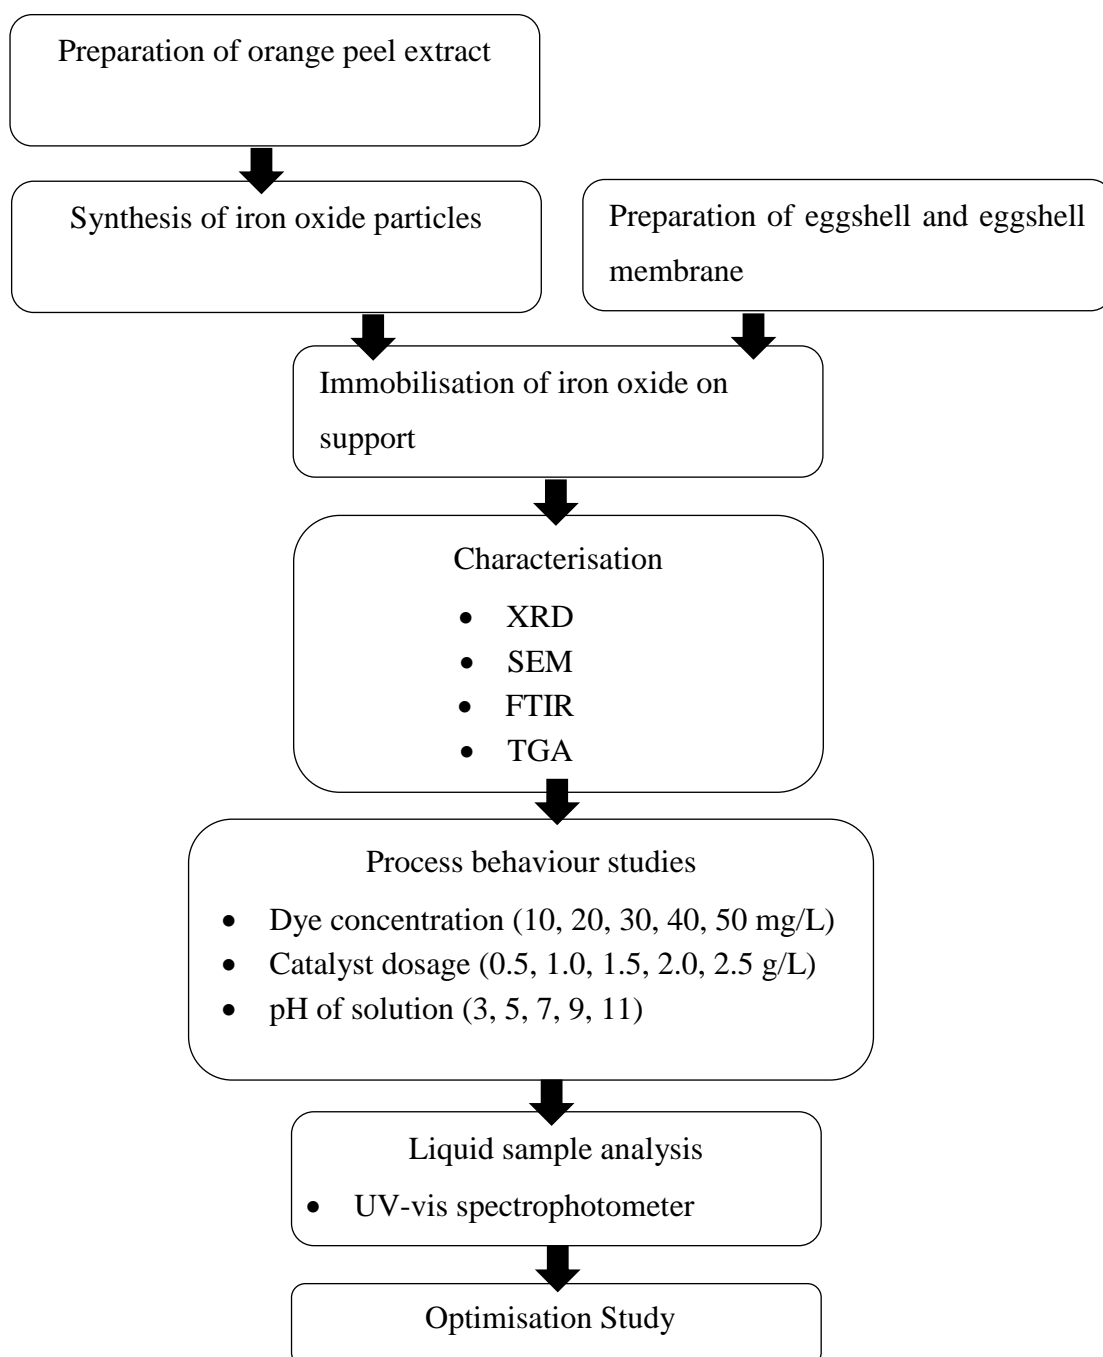 Preparation of orange peel extract
Synthesis of iron oxide particles
Preparation of eggshell and eggshell
membrane
Immobilisation of iron oxide on
support
Characterisation
• XRD
• SEM
• FTIR
• TGA
Process behaviour studies
• Dye concentration (10, 20, 30, 40, 50 mg/L)
• Catalyst dosage (0.5, 1.0, 1.5, 2.0, 2.5 g/L)
• pH of solution (3, 5, 7, 9, 11)
Liquid sample analysis
• UV-vis spectrophotometer
Optimisation Study